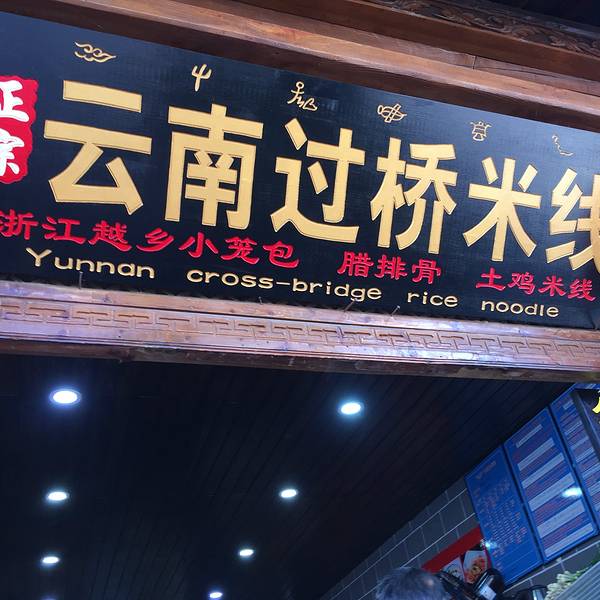 正宗
云南过桥米线
浙江越乡小笼包 腊排骨 土鸡米线
Yunnan cross-bridge rice noodle